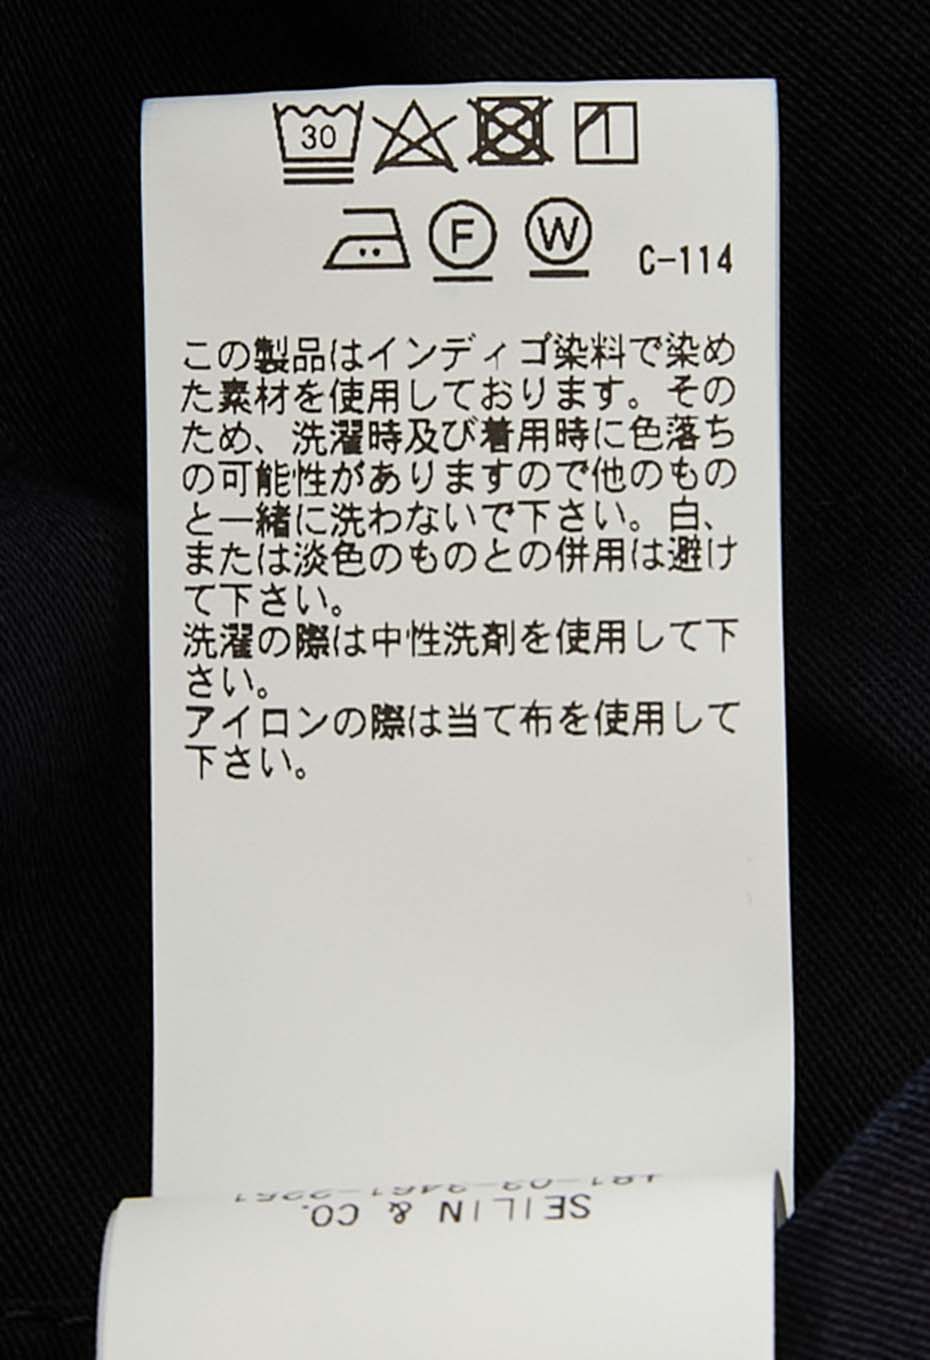 30
F W C-114
この製品はインディゴ染料で染め
た素材を使用しております。その
ため、洗濯時及び着用時に色落ち
の可能性がありますので他のもの
と一緒に洗わないで下さい。白、
または淡色のものとの併用は避け
て下さい。
洗濯の際は中性洗剤を使用して下
さい。
アイロンの際は当て布を使用して
下さい。
SEILIN & CO.